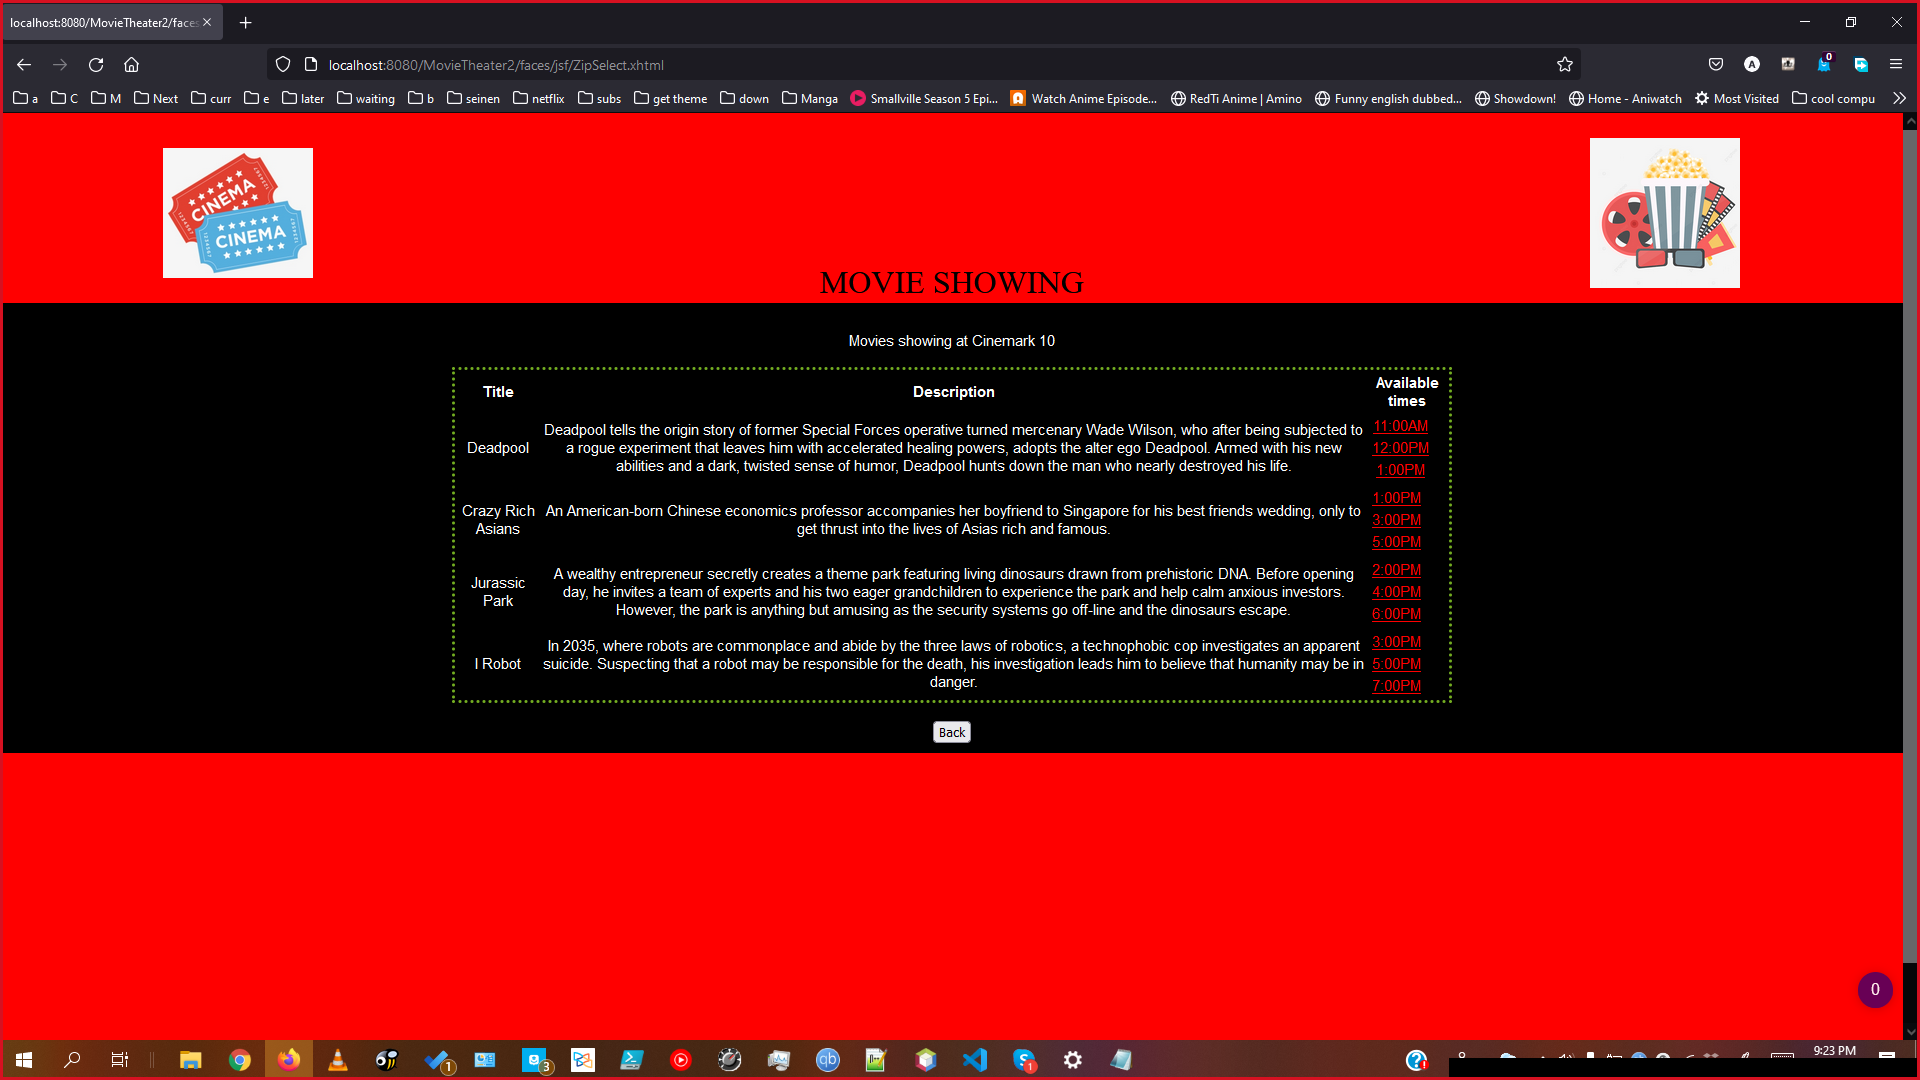 localhost:8080/MovieTheater2/faces
localhost:8080/MovieTheater2/faces/jsf/ZipSelect.xhtml
A
0
a C M Next curr e later waiting b seinen netflix subs get theme down Manga Smallville Season 5 Epi... Watch Anime Episode... RedTi Anime | Amino Funny english dubbed... Showdown! Home - Aniwatch Most Visited cool compu
CINEMA
CINEMA
MOVIE SHOWING
Movies showing at Cinemark 10
Title Description Available
times
Deadpool
Deadpool tells the origin story of former Special Forces operative turned mercenary Wade Wilson, who after being subjected to
a rogue experiment that leaves him with accelerated healing powers, adopts the alter ego Deadpool. Armed with his new
abilities and a dark, twisted sense of humor, Deadpool hunts down the man who nearly destroyed his life.
11:00AM
12:00PM
1:00PM
Crazy Rich
Asians
An American-born Chinese economics professor accompanies her boyfriend to Singapore for his best friends wedding, only to
get thrust into the lives of Asias rich and famous.
1:00PM
3:00PM
5:00PM
Jurassic
Park
A wealthy entrepreneur secretly creates a theme park featuring living dinosaurs drawn from prehistoric DNA. Before opening
day, he invites a team of experts and his two eager grandchildren to experience the park and help calm anxious investors.
However, the park is anything but amusing as the security systems go off-line and the dinosaurs escape.
2:00PM
4:00PM
6:00PM
I Robot
In 2035, where robots are commonplace and abide by the three laws of robotics, a technophobic cop investigates an apparent
suicide. Suspecting that a robot may be responsible for the death, his investigation leads him to believe that humanity may be in
danger.
3:00PM
5:00PM
7:00PM
Back
0
1
3
qb
1
9:23 PM